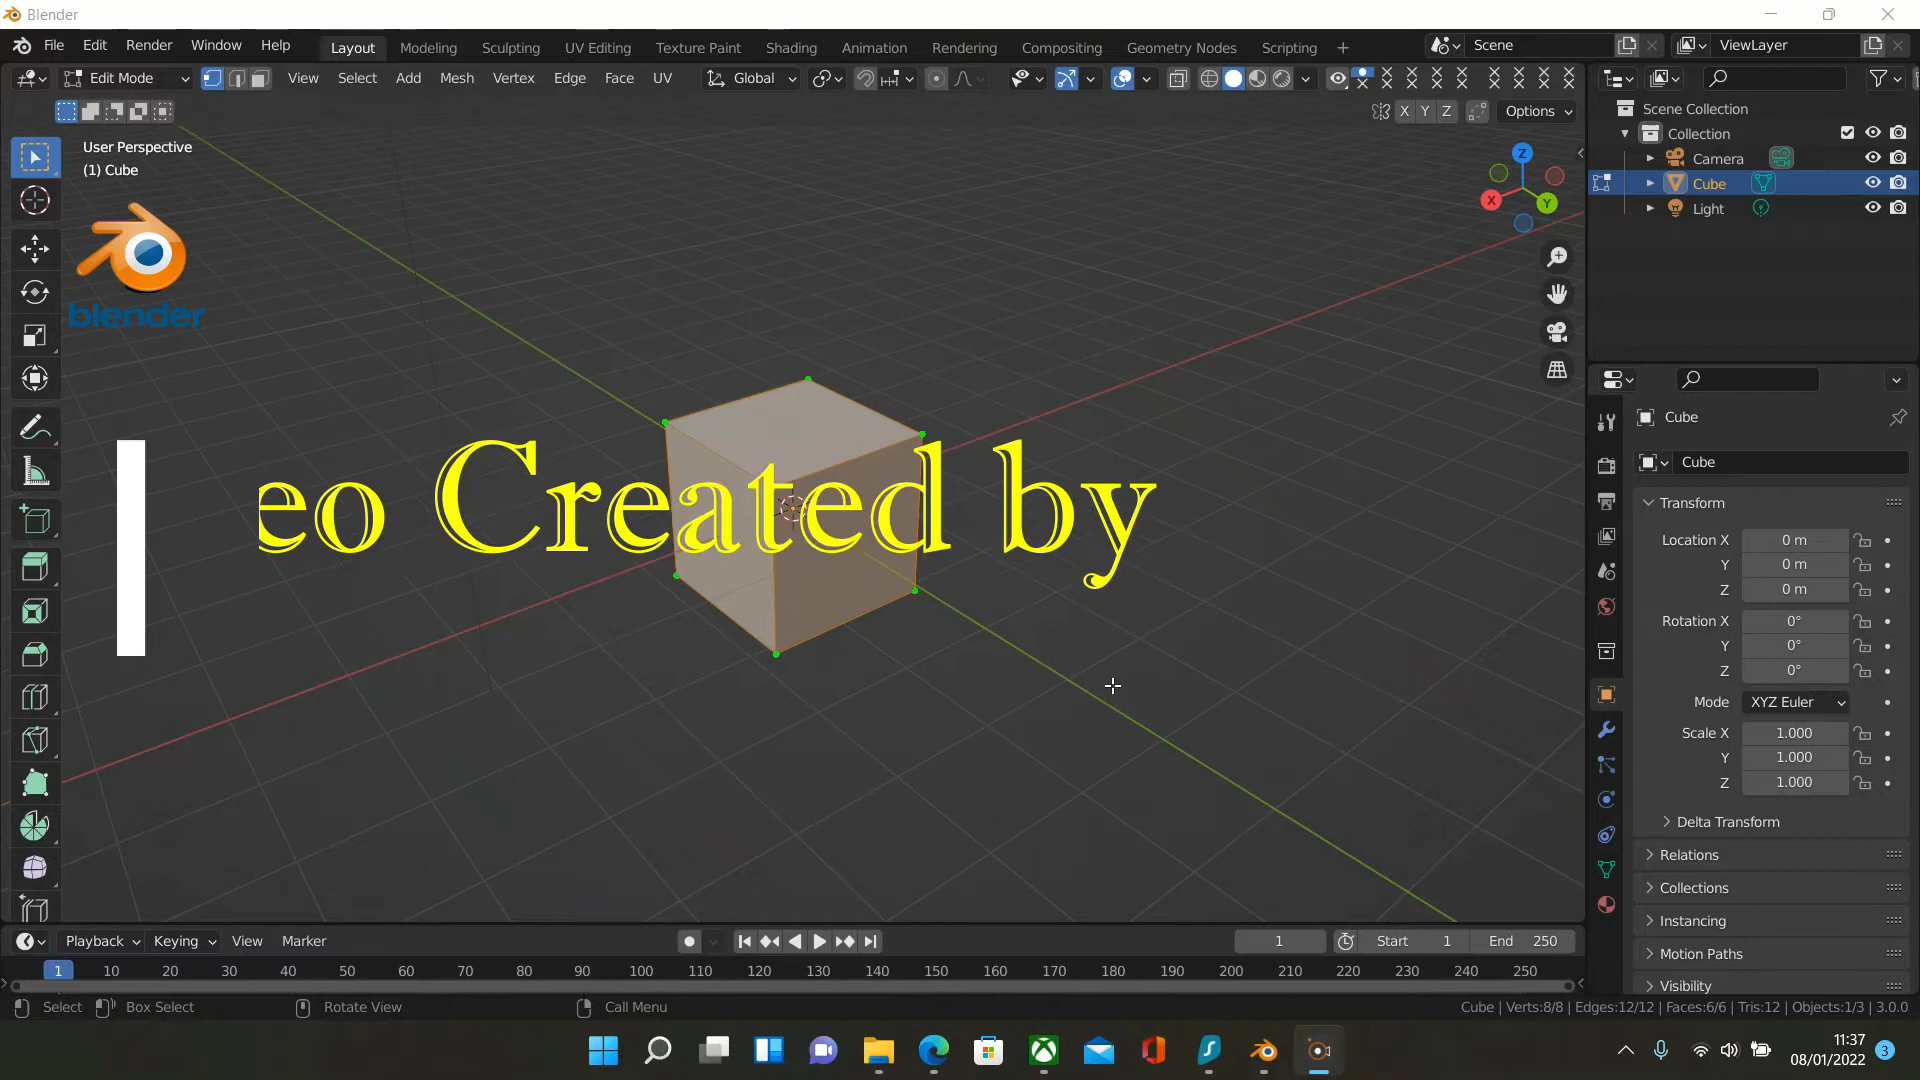 Blender
File Edit Render Window Help Layout Modeling Sculpting UV Editing Texture Paint Shading Animation Rendering Compositing Geometry Nodes Scripting + Scene ViewLayer
Edit Mode View Select Add Mesh Vertex Edge Face UV Global
X Y Z Options
User Perspective
(1) Cube
Z
X
Y
blender
eo Created by
Scene Collection
Collection
Camera
Cube
Light
Cube
Cube
Transform
Location X 0 m
Y 0 m
Z 0 m
Rotation X 0°
Y 0°
Z 0°
Mode XYZ Euler
Scale X 1.000
Y 1.000
Z 1.000
Delta Transform
Relations
Collections
Instancing
Motion Paths
Visibility
Playback Keying View Marker 1 Start 1 End 250
1 10 20 30 40 50 60 70 80 90 100 110 120 130 140 150 160 170 180 190 200 210 220 230 240 250
Select Box Select Rotate View Call Menu Cube | Verts:8/8 | Edges:12/12 | Faces:6/6 | Tris:12 | Objects:1/3 | 3.0.0
11:37
08/01/2022
3